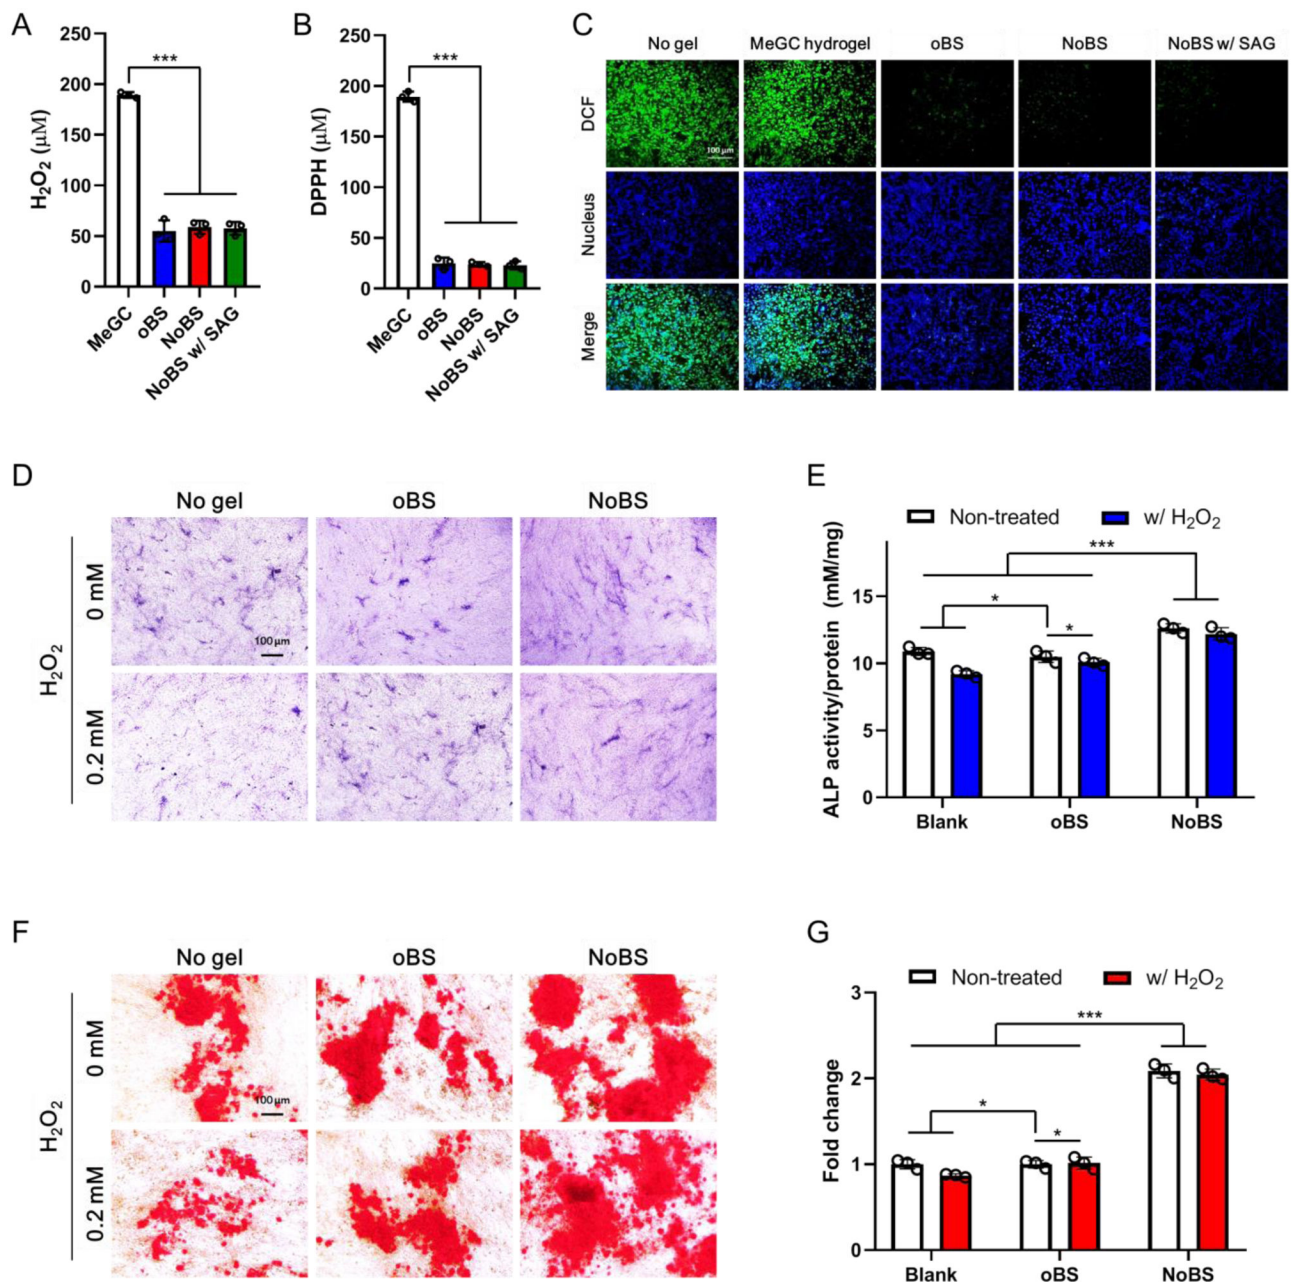 A
250
200
150
100
50
0
H₂O₂ (μM)
***
MeGC
oBS
NoBS
NoBS w/ SAG
B
250
200
150
100
50
0
DPPH (μM)
***
MeGC
oBS
NoBS
NoBS w/ SAG
C
No gel
MeGC hydrogel
oBS
NoBS
NoBS w/ SAG
DCF
100 μm
Nucleus
Merge
D
No gel
oBS
NoBS
H₂O₂
0 mM
100 μm
0.2 mM
E
Non-treated
w/ H₂O₂
ALP activity/protein (mM/mg)
15
10
5
0
***
*
*
Blank
oBS
NoBS
F
No gel
oBS
NoBS
H₂O₂
0 mM
100 μm
0.2 mM
G
Non-treated
w/ H₂O₂
Fold change
3
2
1
0
***
*
*
Blank
oBS
NoBS